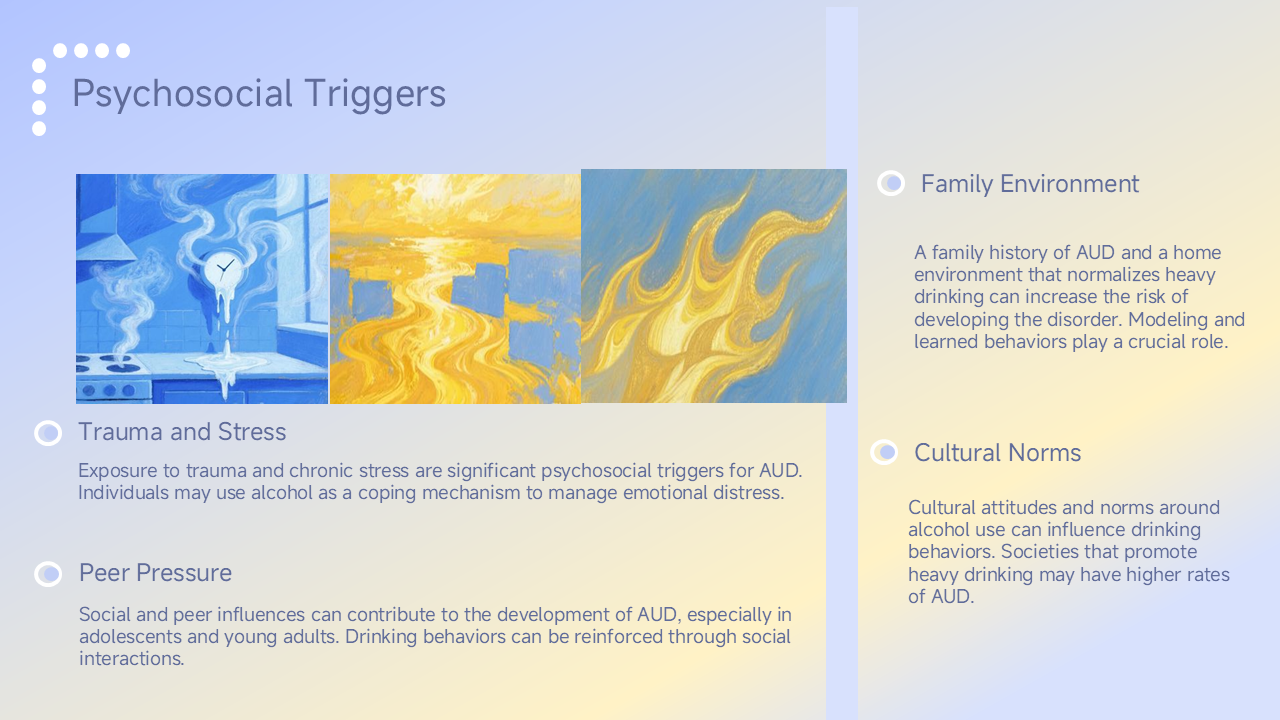 Psychosocial Triggers
Trauma and Stress
Exposure to trauma and chronic stress are significant psychosocial triggers for AUD.
Individuals may use alcohol as a coping mechanism to manage emotional distress.
Peer Pressure
Social and peer influences can contribute to the development of AUD, especially in
adolescents and young adults. Drinking behaviors can be reinforced through social
interactions.
Family Environment
A family history of AUD and a home
environment that normalizes heavy
drinking can increase the risk of
developing the disorder. Modeling and
learned behaviors play a crucial role.
Cultural Norms
Cultural attitudes and norms around
alcohol use can influence drinking
behaviors. Societies that promote
heavy drinking may have higher rates
of AUD.